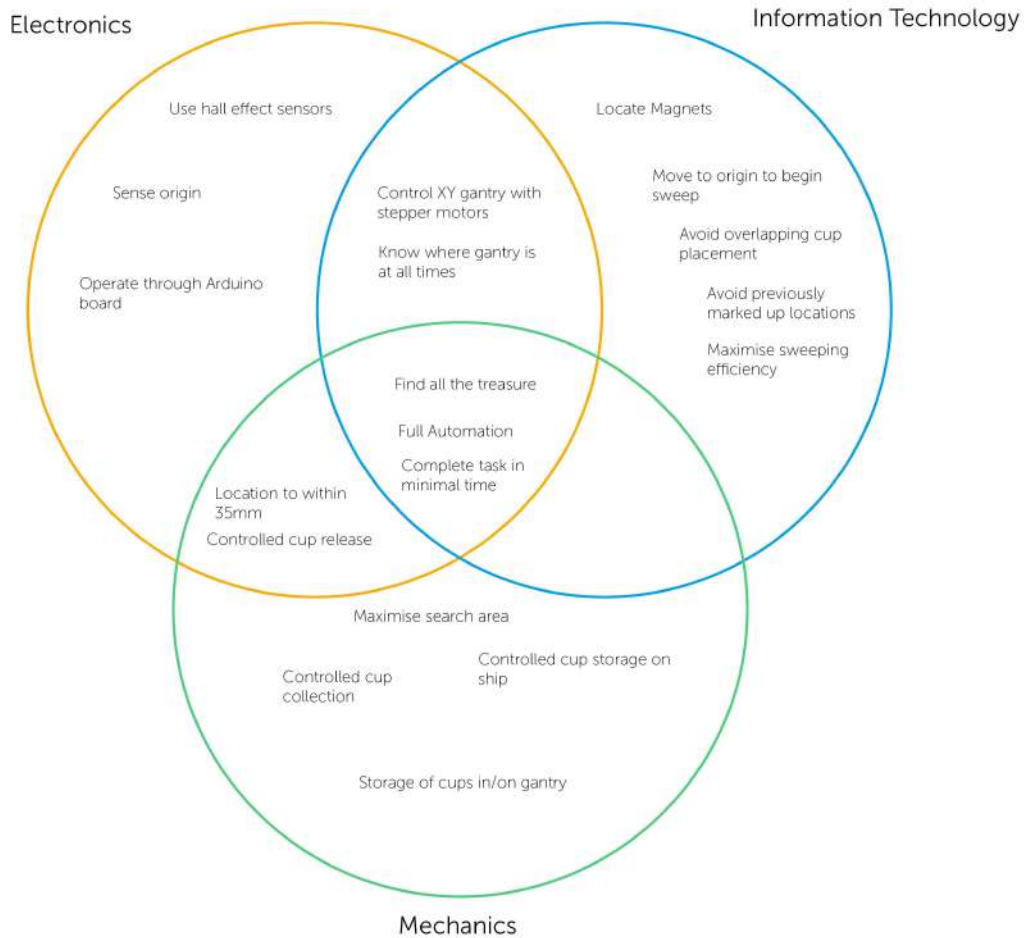 Electronics
Information Technology
Use hall effect sensors
Locate Magnets
Sense origin
Control XY gantry with
stepper motors
Move to origin to begin
sweep
Know where gantry is
at all times
Avoid overlapping cup
placement
Operate through Arduino
board
Avoid previously
marked up locations
Maximise sweeping
efficiency
Find all the treasure
Full Automation
Complete task in
minimal time
Location to within
35mm
Controlled cup release
Maximise search area
Controlled cup storage on
ship
Controlled cup
collection
Storage of cups in/on gantry
Mechanics